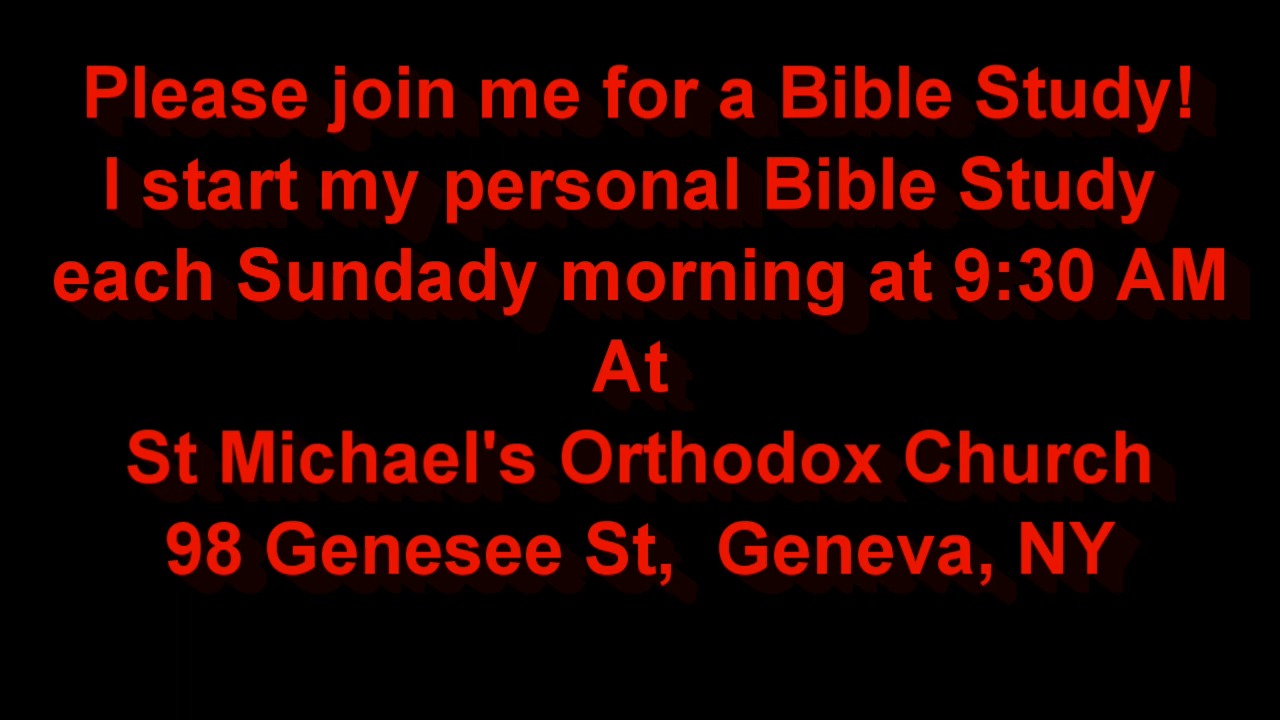 Please join me for a Bible Study!
I start my personal Bible Study
each Sundady morning at 9:30 AM
At
St Michael's Orthodox Church
98 Genesee St,  Geneva, NY